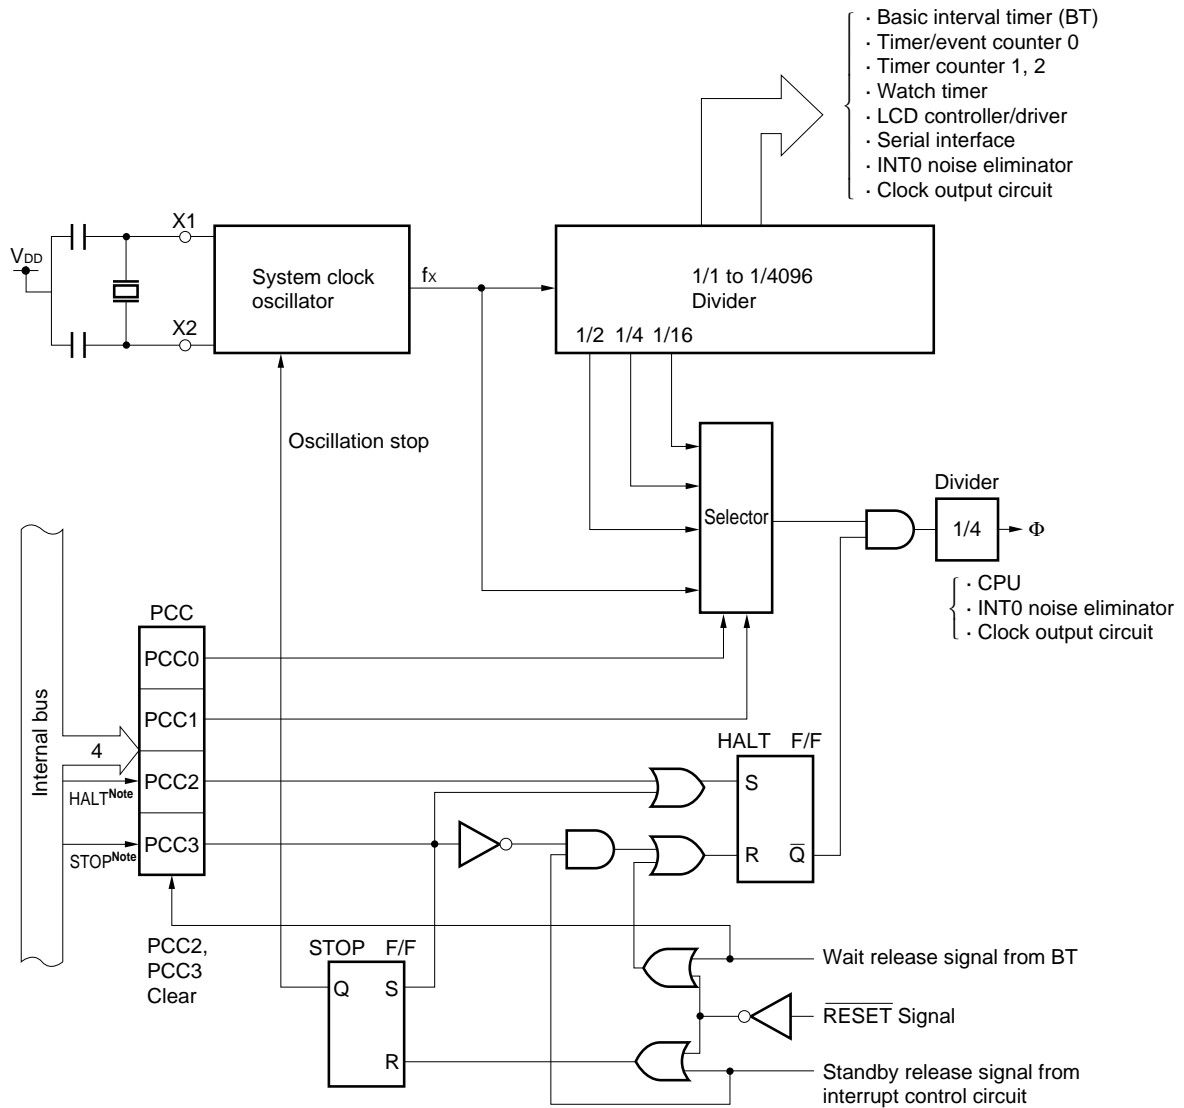 · Basic interval timer (BT)
· Timer/event counter 0
· Timer counter 1, 2
· Watch timer
· LCD controller/driver
· Serial interface
· INT0 noise eliminator
· Clock output circuit
X1
VDD
System clock
oscillator
fX
1/1 to 1/4096
Divider
X2
1/2 1/4 1/16
Oscillation stop
Selector
Divider
1/4
Φ
· CPU
· INT0 noise eliminator
· Clock output circuit
Internal bus
PCC
PCC0
PCC1
4
HALT F/F
PCC2
HALTNote
S
PCC3
STOPNote
R Q̅
PCC2,
PCC3
Clear
STOP F/F
Q S
R
Wait release signal from BT
R̅E̅S̅E̅T̅ Signal
Standby release signal from
interrupt control circuit